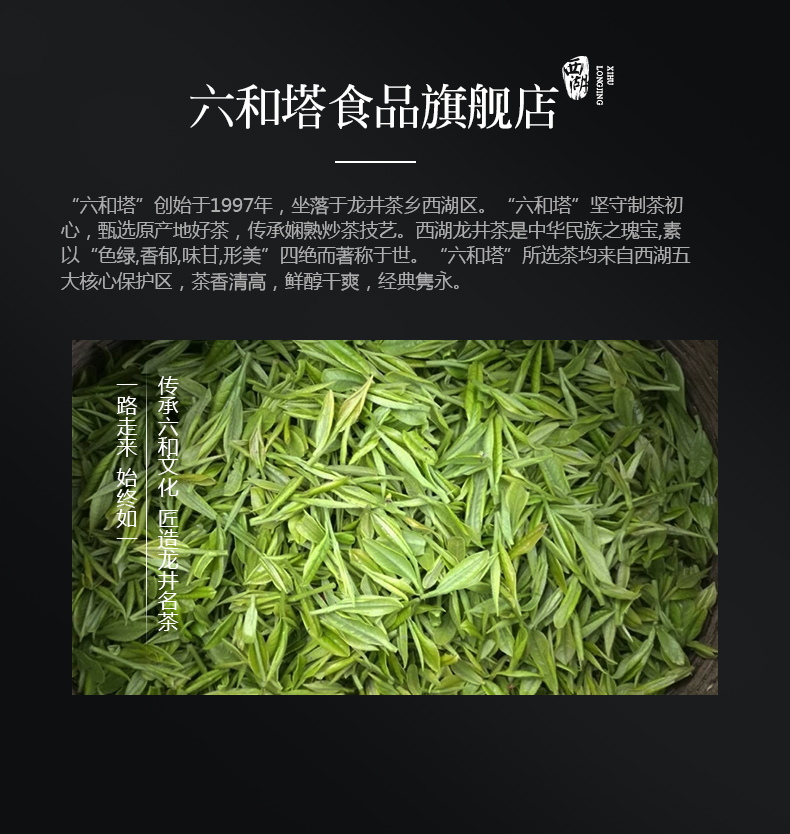 六和塔食品旗舰店
西湖
XIHU
LONGJING
“六和塔”创始于1997年，坐落于龙井茶乡西湖区。“六和塔”坚守制茶初
心，甄选原产地好茶，传承娴熟炒茶技艺。西湖龙井茶是中华民族之瑰宝,素
以“色绿,香郁,味甘,形美”四绝而著称于世。“六和塔”所选茶均来自西湖五
大核心保护区，茶香清高，鲜醇干爽，经典隽永。
传承六和文化 匠造龙井名茶
一路走来 始终如一